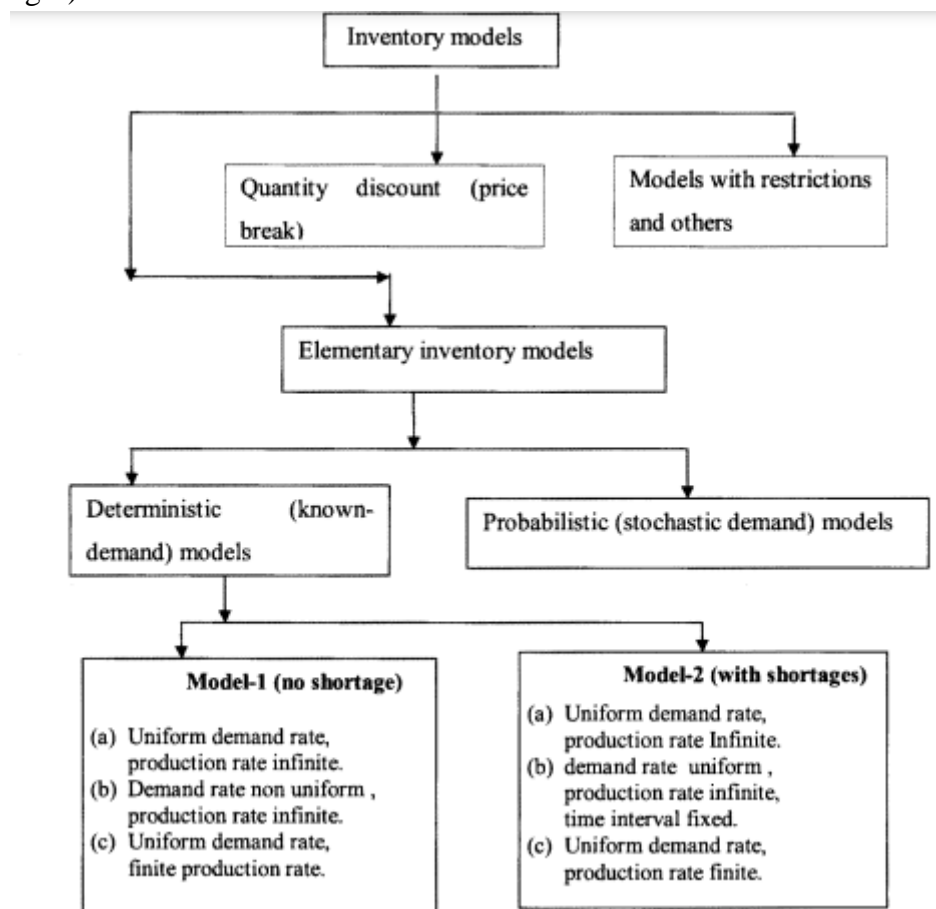 Inventory models
Quantity discount (price
break)
Models with restrictions
and others
Elementary inventory models
Deterministic (known-
demand) models
Probabilistic (stochastic demand) models
Model-1 (no shortage)
(a) Uniform demand rate,
production rate infinite.
(b) Demand rate non uniform ,
production rate infinite.
(c) Uniform demand rate,
finite production rate.
Model-2 (with shortages)
(a) Uniform demand rate,
production rate Infinite.
(b) demand rate uniform ,
production rate infinite,
time interval fixed.
(c) Uniform demand rate,
production rate finite.